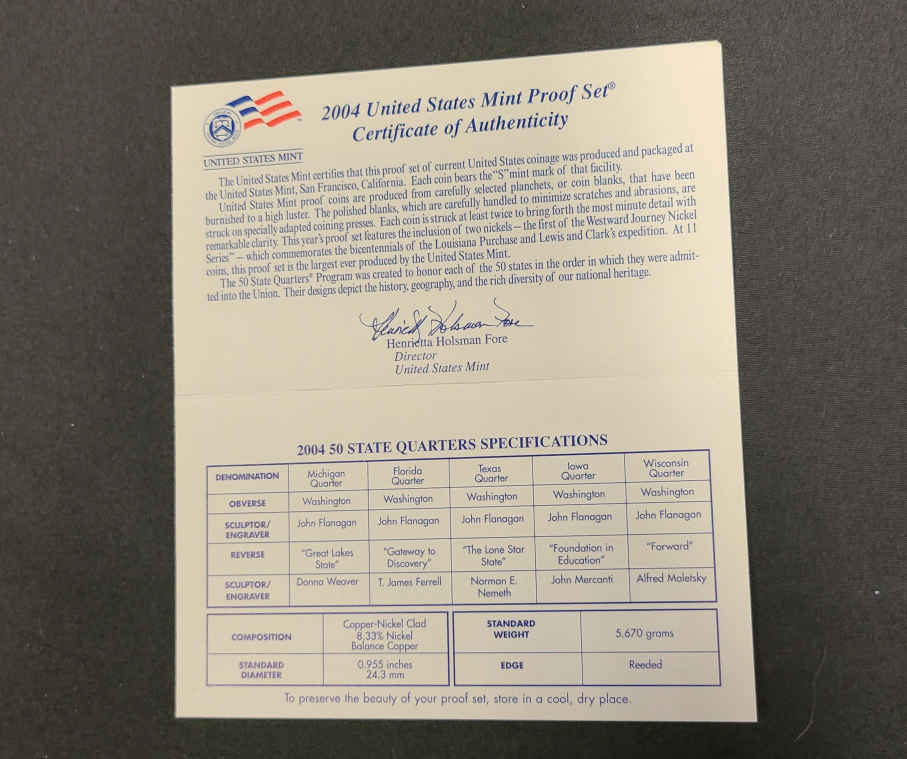 2004 United States Mint Proof Set®
Certificate of Authenticity
UNITED STATES MINT
The United States Mint certifies that this proof set of current United States coinage was produced and packaged at
the United States Mint, San Francisco, California. Each coin bears the "S" mint mark of that facility.
United States Mint proof coins are produced from carefully selected planchets, or coin blanks, that have been
burnished to a high luster. The polished blanks, which are carefully handled to minimize scratches and abrasions, are
struck on specially adapted coining presses. Each coin is struck at least twice to bring forth the most minute detail with
remarkable clarity. This year's proof set features the inclusion of two nickels – the first of the Westward Journey Nickel
Series™ – which commemorates the bicentennials of the Louisiana Purchase and Lewis and Clark's expedition. At 11
coins, this proof set is the largest ever produced by the United States Mint.
The 50 State Quarters® Program was created to honor each of the 50 states in the order in which they were admit-
ted into the Union. Their designs depict the history, geography, and the rich diversity of our national heritage.
Henrietta Holsman Fore
Henrietta Holsman Fore
Director
United States Mint
2004 50 STATE QUARTERS SPECIFICATIONS
DENOMINATION Michigan Quarter Florida Quarter Texas Quarter Iowa Quarter Wisconsin Quarter
OBVERSE Washington Washington Washington Washington Washington
SCULPTOR/ENGRAVER John Flanagan John Flanagan John Flanagan John Flanagan John Flanagan
REVERSE "Great Lakes State" "Gateway to Discovery" "The Lone Star State" "Foundation in Education" "Forward"
SCULPTOR/ENGRAVER Donna Weaver T. James Ferrell Norman E. Nemeth John Mercanti Alfred Maletsky
COMPOSITION Copper-Nickel Clad 8.33% Nickel Balance Copper STANDARD WEIGHT 5.670 grams
STANDARD DIAMETER 0.955 inches 24.3 mm EDGE Reeded
To preserve the beauty of your proof set, store in a cool, dry place.